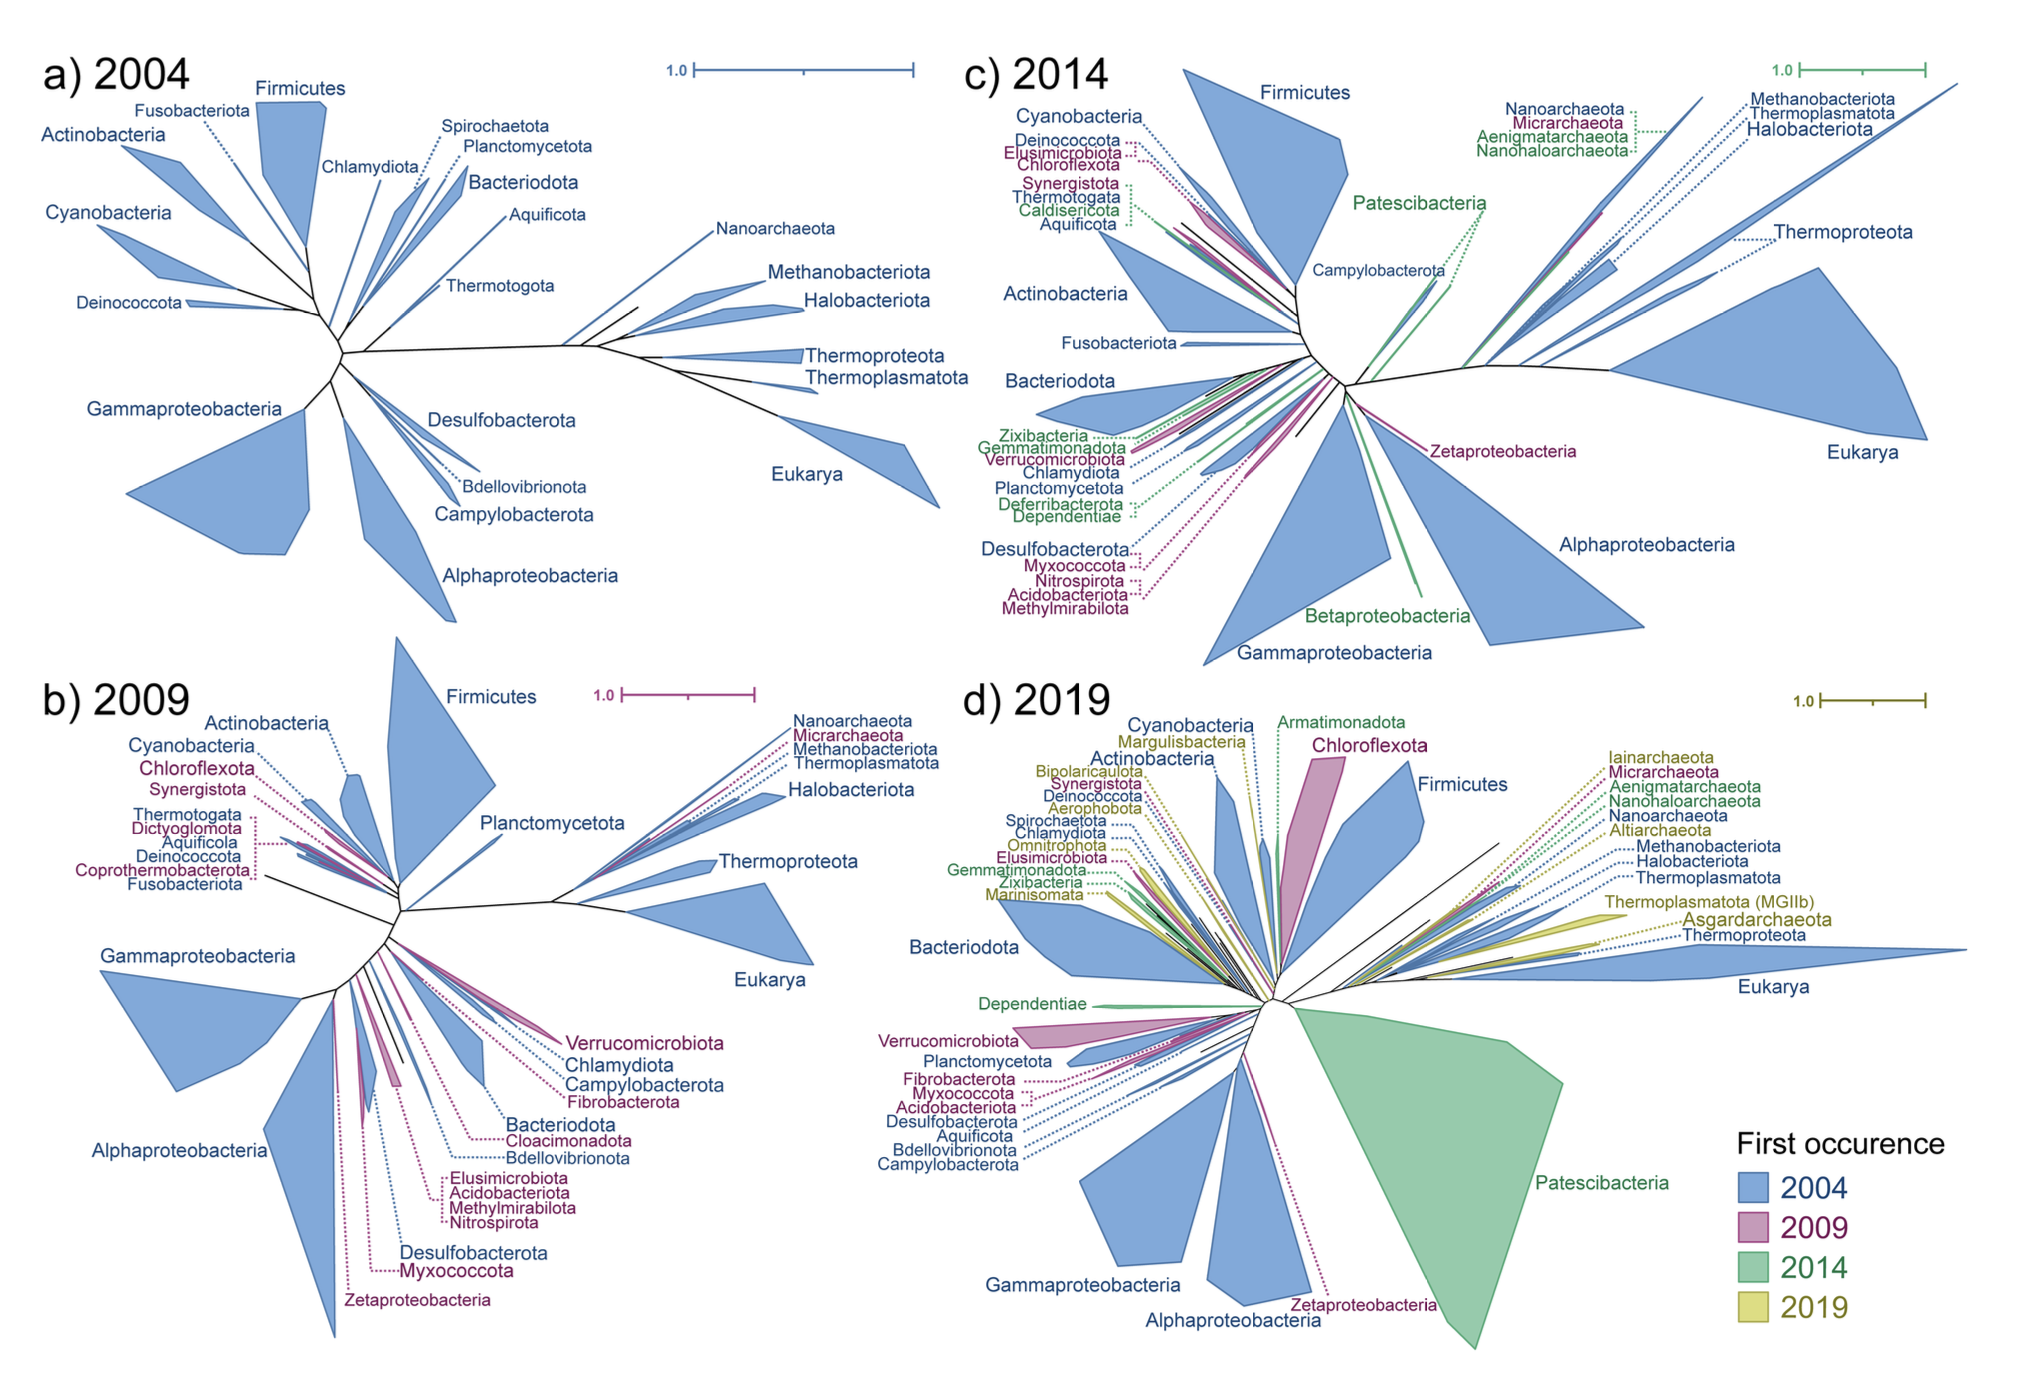 a) 2004
1.0
Firmicutes
Fusobacteriota
Actinobacteria
Spirochaetota
Planctomycetota
Chlamydiota
Bacteriodota
Cyanobacteria
Aquificota
Nanoarchaeota
Methanobacteriota
Thermotogota
Halobacteriota
Deinococcota
Thermoproteota
Thermoplasmatota
Gammaproteobacteria
Desulfobacterota
Eukarya
Bdellovibrionota
Campylobacterota
Alphaproteobacteria
b) 2009
1.0
Firmicutes
Actinobacteria
Cyanobacteria
Chloroflexota
Synergistota
Thermotogata
Dictyoglomota
Aquificola
Deinococcota
Coprothermobacterota
Fusobacteriota
Planctomycetota
Nanoarchaeota
Micrarchaeota
Methanobacteriota
Thermoplasmatota
Halobacteriota
Thermoproteota
Eukarya
Gammaproteobacteria
Alphaproteobacteria
Verrucomicrobiota
Chlamydiota
Campylobacterota
Fibrobacterota
Bacteriodota
Cloacimonadota
Bdellovibrionota
Elusimicrobiota
Acidobacteriota
Methylmirabilota
Nitrospirota
Desulfobacterota
Myxococcota
Zetaproteobacteria
c) 2014
1.0
Firmicutes
Cyanobacteria
Deinococcota
Elusimicrobiota
Chloroflexota
Synergistota
Thermotogata
Caldisericota
Aquificota
Actinobacteria
Fusobacteriota
Bacteriodota
Zixibacteria
Gemmatimonadota
Verrucomicrobiota
Chlamydiota
Planctomycetota
Deferribacterota
Dependentiae
Desulfobacterota
Myxococcota
Nitrospirota
Acidobacteriota
Methylmirabilota
Nanoarchaeota
Micrarchaeota
Aenigmatarchaeota
Nanohaloarchaeota
Methanobacteriota
Thermoplasmatota
Halobacteriota
Patescibacteria
Campylobacterota
Thermoproteota
Eukarya
Zetaproteobacteria
Alphaproteobacteria
Betaproteobacteria
Gammaproteobacteria
d) 2019
1.0
Cyanobacteria
Margulisbacteria
Actinobacteria
Bipolaricaulota
Synergistota
Deinococcota
Aerophobota
Spirochaetota
Chlamydiota
Omnitrophota
Elusimicrobiota
Gemmatimonadota
Zixibacteria
Marinisomata
Bacteriodota
Dependentiae
Verrucomicrobiota
Planctomycetota
Fibrobacterota
Myxococcota
Acidobacteriota
Desulfobacterota
Aquificota
Bdellovibrionota
Campylobacterota
Armatimonadota
Chloroflexota
Firmicutes
Iainarchaeota
Micrarchaeota
Aenigmatarchaeota
Nanohaloarchaeota
Nanoarchaeota
Altiarchaeota
Methanobacteriota
Halobacteriota
Thermoplasmatota
Thermoplasmatota (MGIIb)
Asgardarchaeota
Thermoproteota
Eukarya
Patescibacteria
Gammaproteobacteria
Zetaproteobacteria
Alphaproteobacteria
First occurence
2004
2009
2014
2019